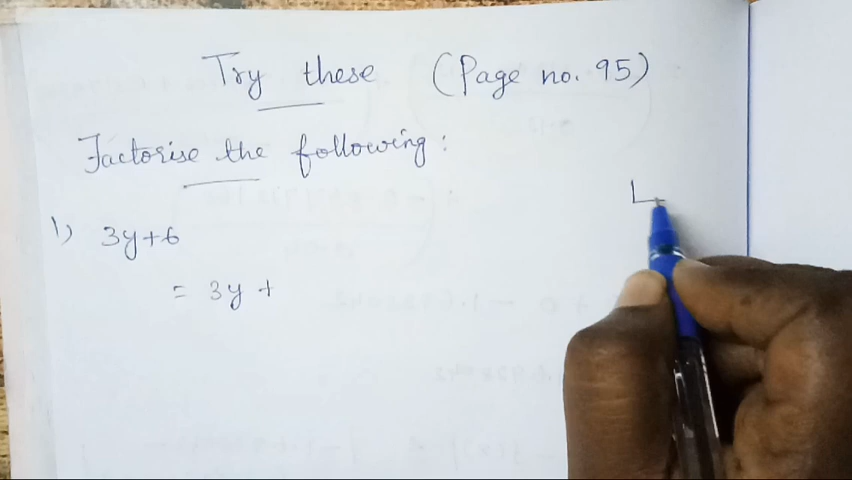 Try these (Page no. 95)
Factorise the following:
1) 3y+6
= 3y +